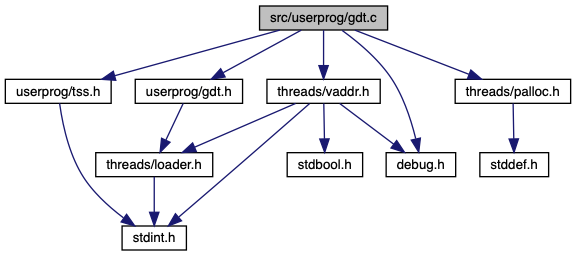 src/userprog/gdt.c
userprog/tss.h
userprog/gdt.h
threads/vaddr.h
threads/palloc.h
threads/loader.h
stdbool.h
debug.h
stddef.h
stdint.h